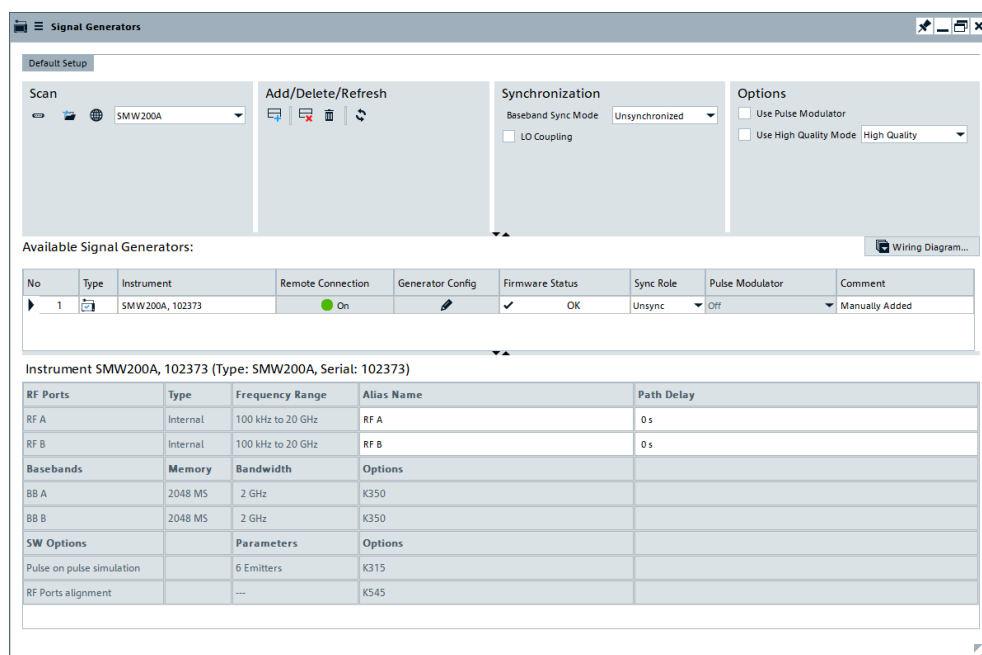 Signal Generators
Default Setup
Scan
SMW200A
Add/Delete/Refresh
Synchronization
Baseband Sync Mode Unsynchronized
LO Coupling
Options
Use Pulse Modulator
Use High Quality Mode High Quality
Available Signal Generators:
Wiring Diagram...
No Type Instrument Remote Connection Generator Config Firmware Status Sync Role Pulse Modulator Comment
1 SMW200A, 102373 On OK Unsync Off Manually Added
Instrument SMW200A, 102373 (Type: SMW200A, Serial: 102373)
RF Ports Type Frequency Range Alias Name Path Delay
RF A Internal 100 kHz to 20 GHz RF A 0 s
RF B Internal 100 kHz to 20 GHz RF B 0 s
Basebands Memory Bandwidth Options
BB A 2048 MS 2 GHz K350
BB B 2048 MS 2 GHz K350
SW Options Parameters Options
Pulse on pulse simulation 6 Emitters K315
RF Ports alignment --- K545